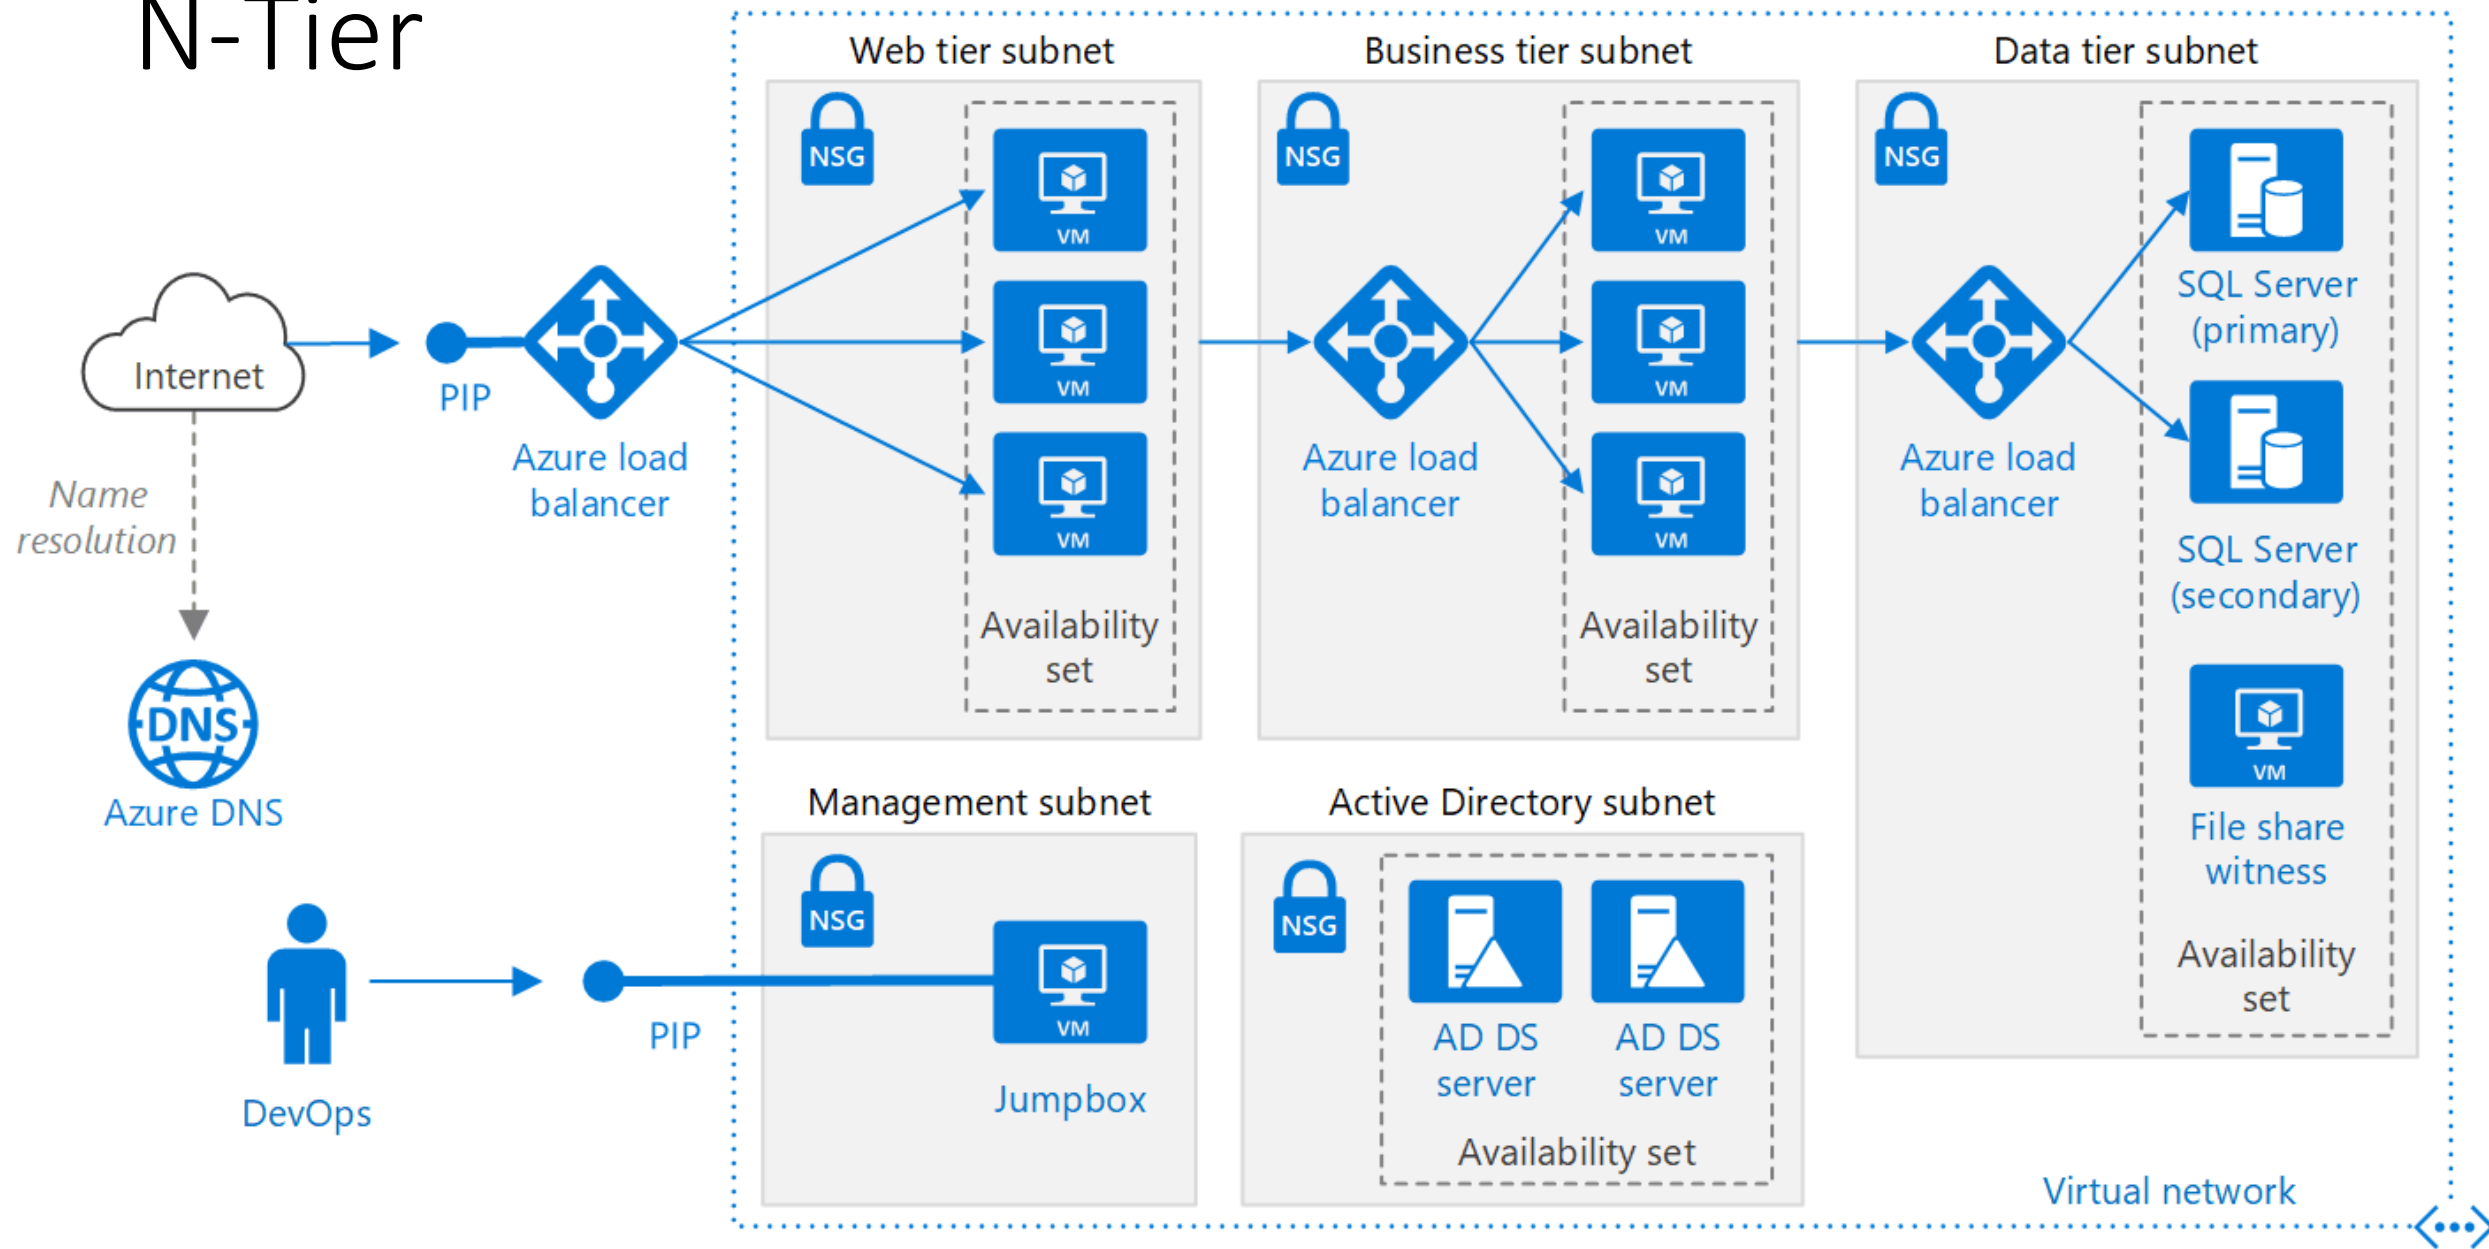 N-Tier
Web tier subnet
Business tier subnet
Data tier subnet
NSG
VM
VM
VM
Availability
set
NSG
VM
VM
VM
Availability
set
NSG
SQL Server
(primary)
SQL Server
(secondary)
VM
File share
witness
Availability
set
Internet
PIP
Azure load
balancer
Azure load
balancer
Azure load
balancer
Name
resolution
DNS
Azure DNS
Management subnet
Active Directory subnet
NSG
VM
Jumpbox
NSG
AD DS
server
AD DS
server
Availability set
DevOps
PIP
Virtual network